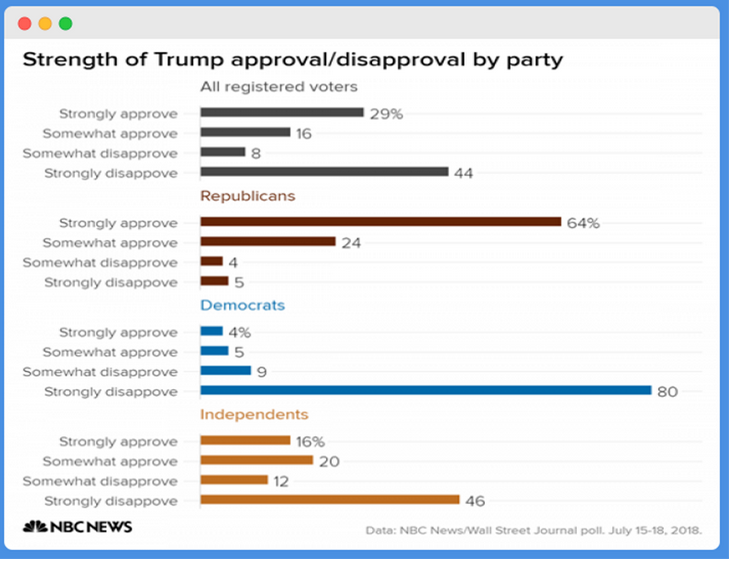 Strength of Trump approval/disapproval by party
All registered voters
Strongly approve 29%
Somewhat approve 16
Somewhat disapprove 8
Strongly disappove 44
Republicans
Strongly approve 64%
Somewhat approve 24
Somewhat disapprove 4
Strongly disappove 5
Democrats
Strongly approve 4%
Somewhat approve 5
Somewhat disapprove 9
Strongly disappove 80
Independents
Strongly approve 16%
Somewhat approve 20
Somewhat disapprove 12
Strongly disappove 46
NBC NEWS
Data: NBC News/Wall Street Journal poll. July 15-18, 2018.